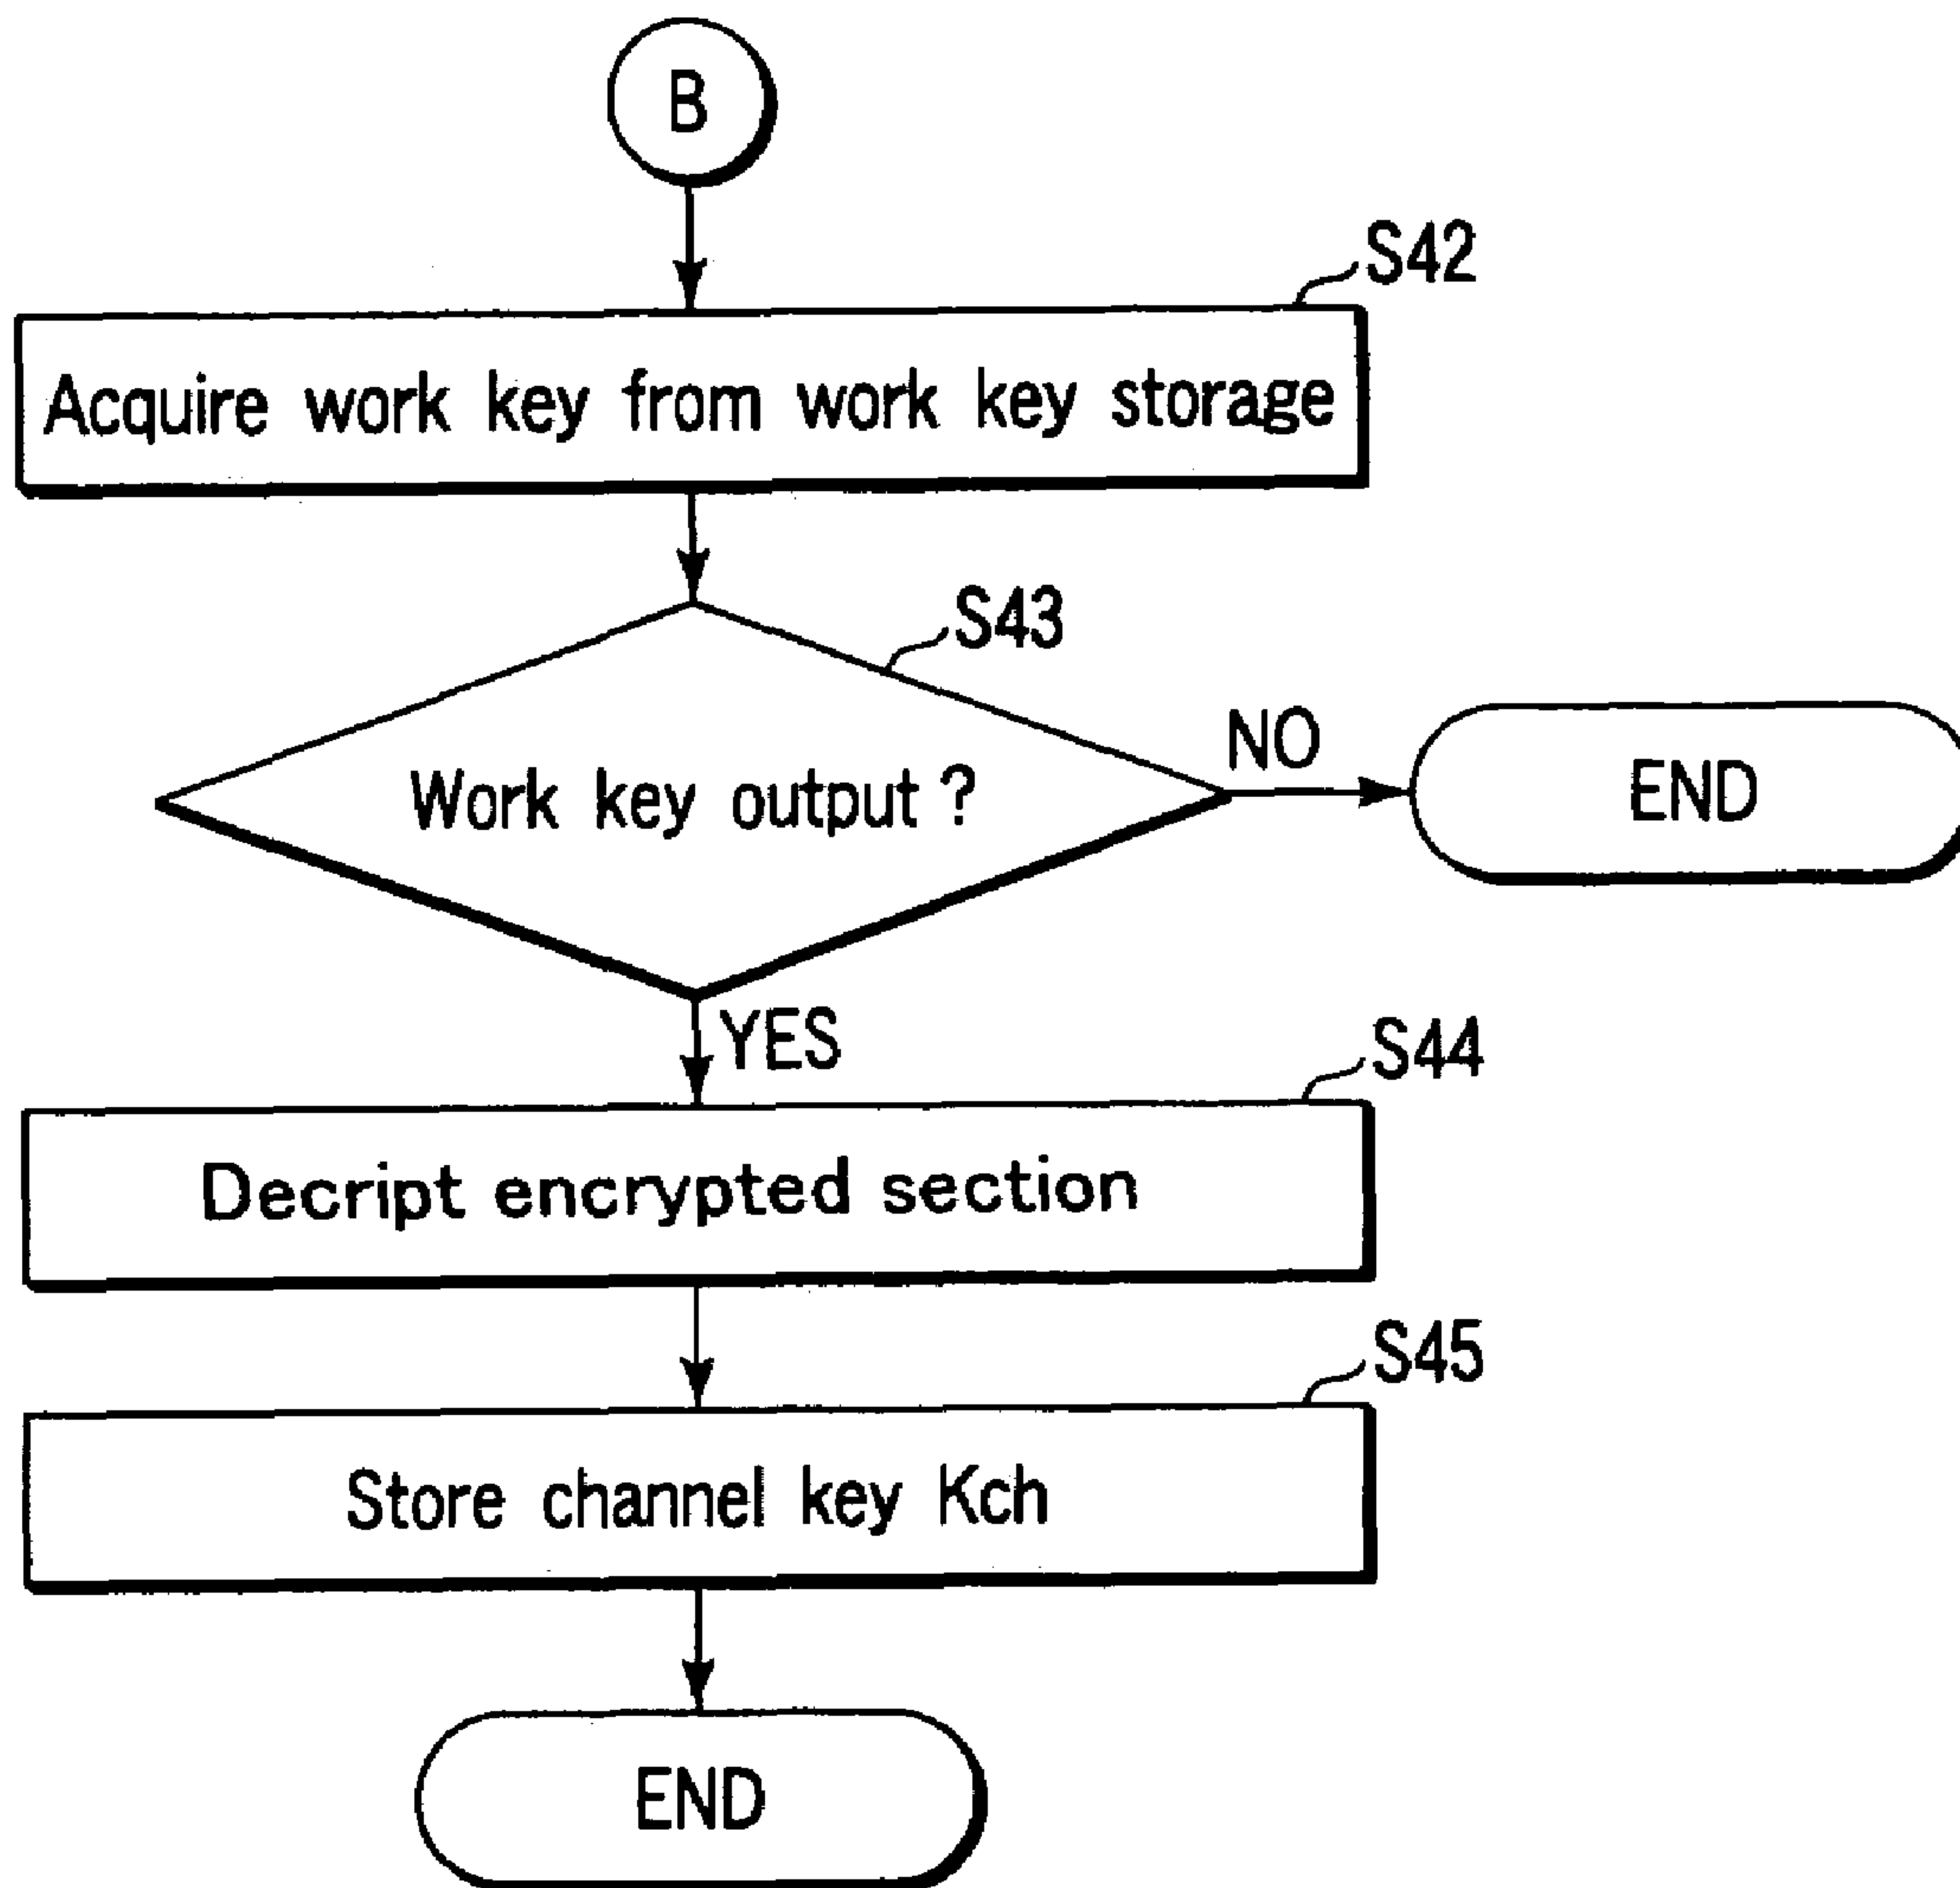 B
S42
Acquire work key from work key storage
S43
Work key output ?
NO
END
YES
S44
Decript encrypted section
S45
Store channel key Kch
END